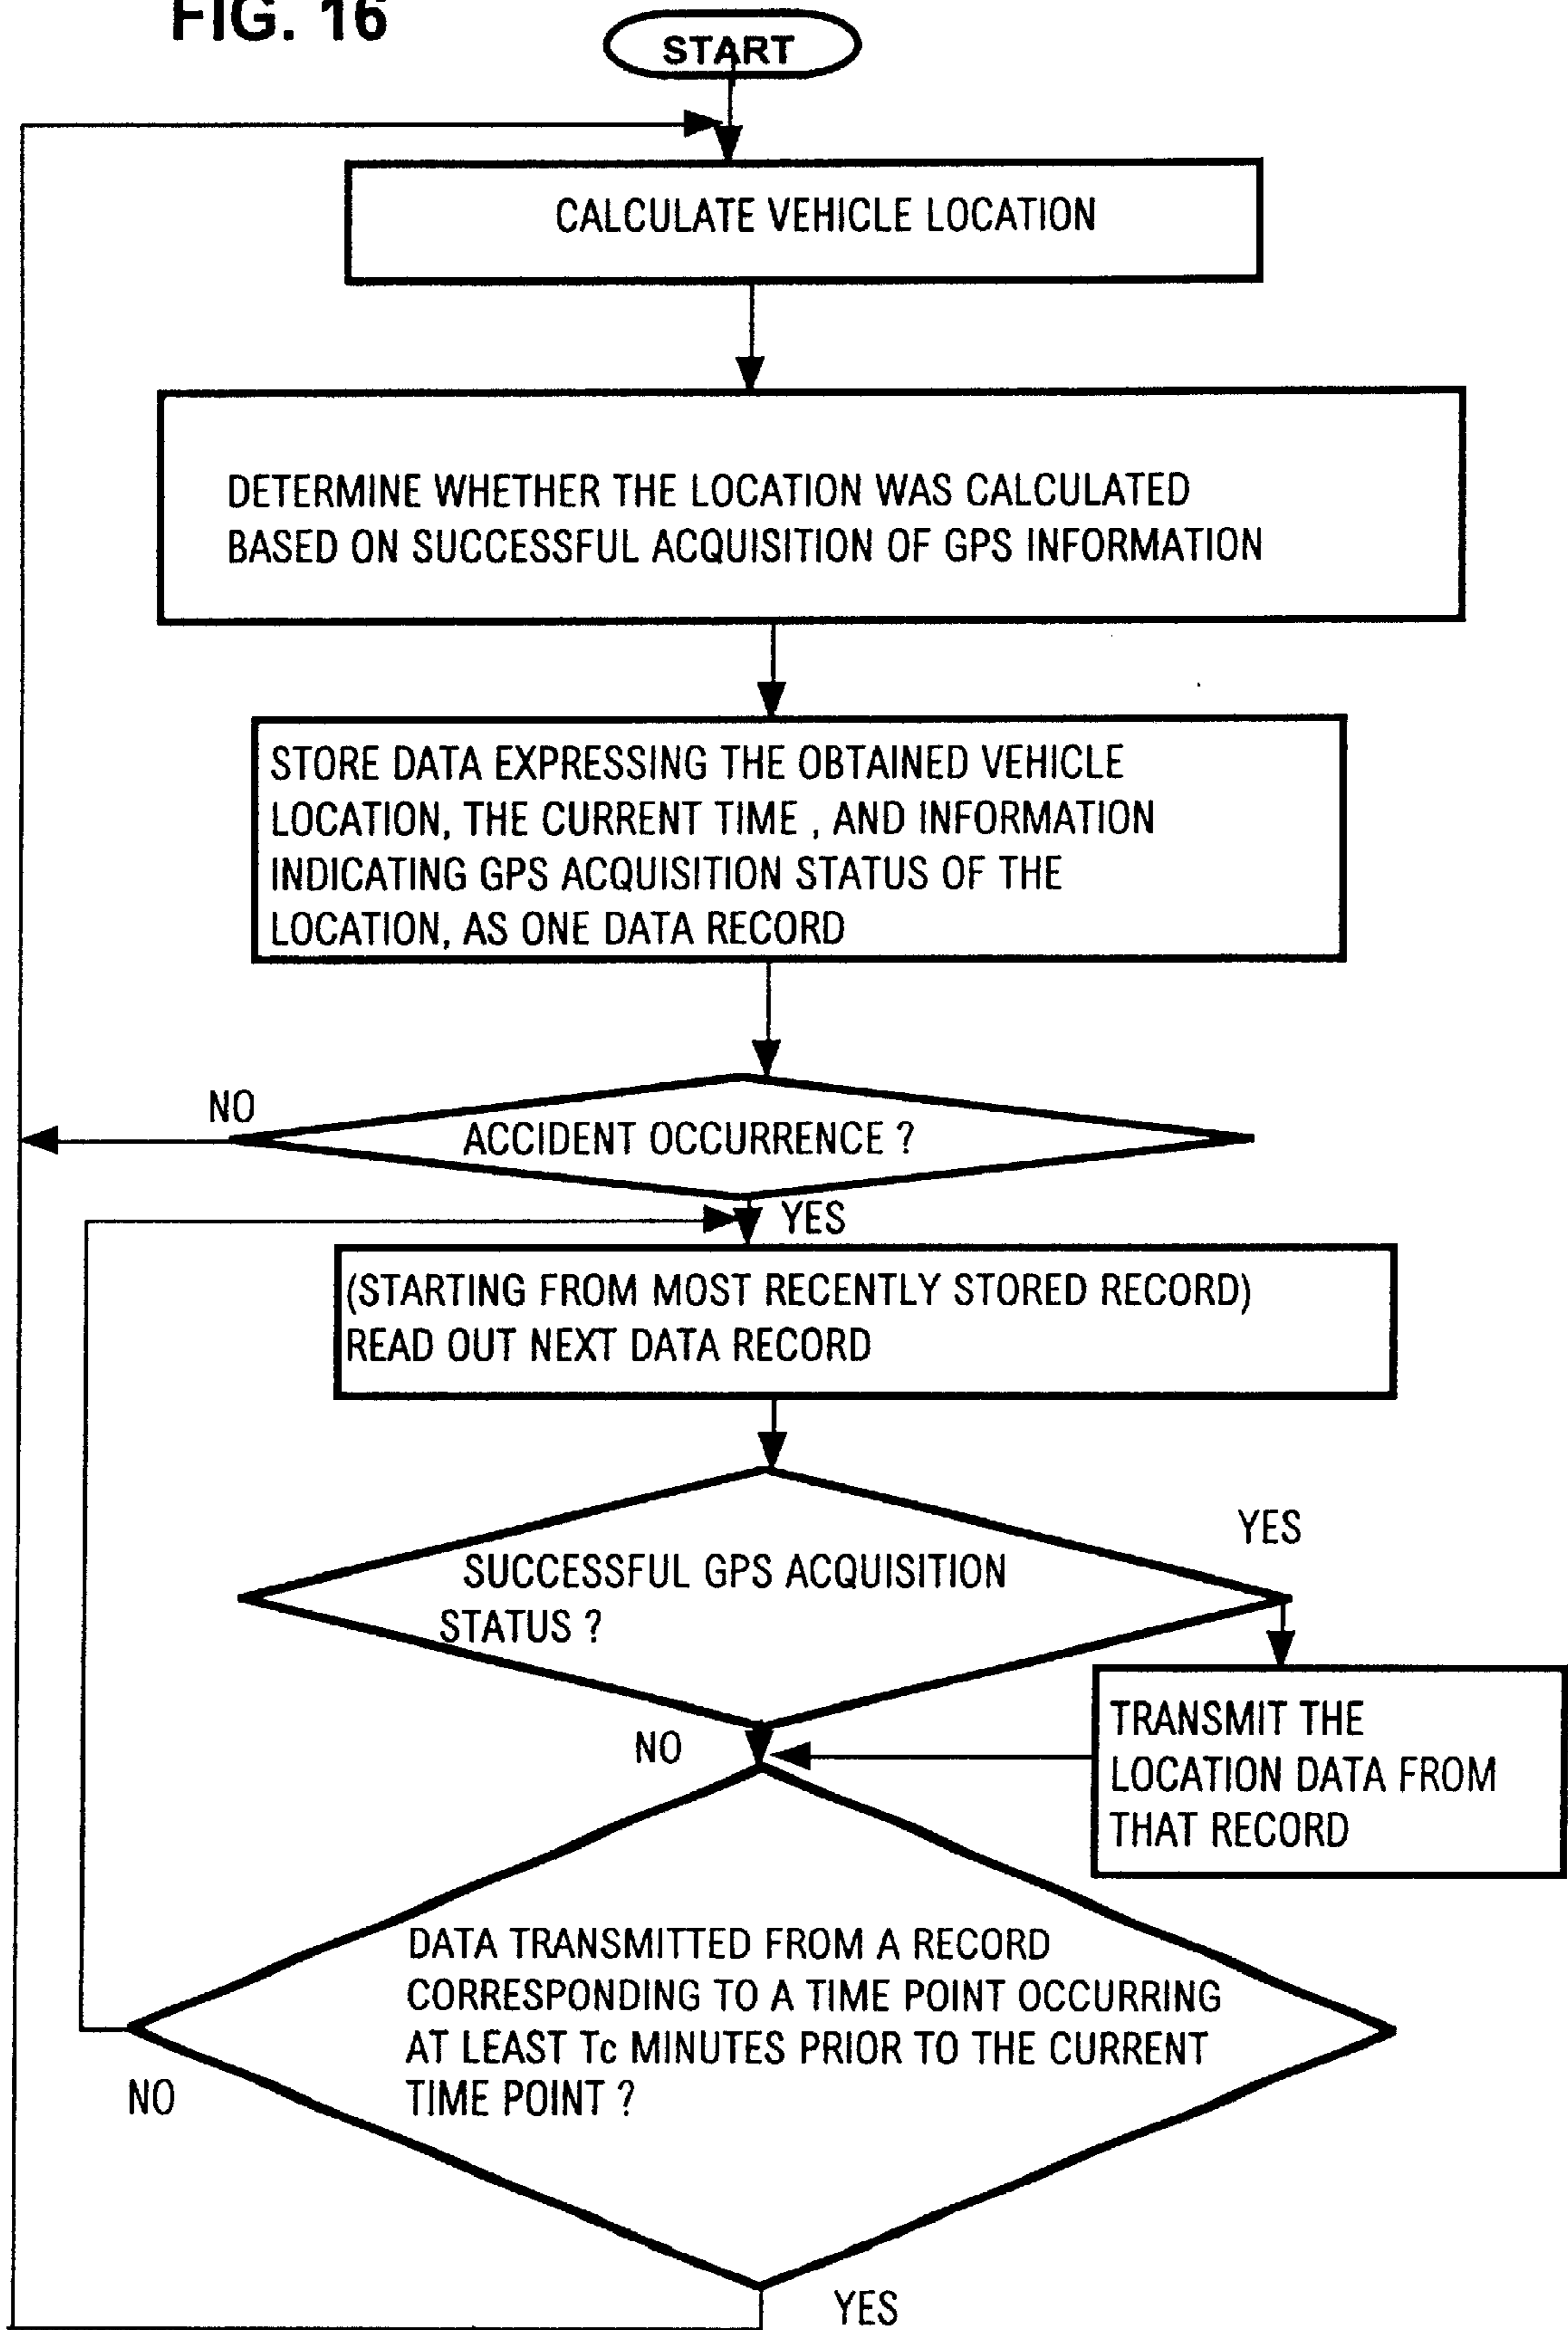 FIG. 16
START
CALCULATE VEHICLE LOCATION
DETERMINE WHETHER THE LOCATION WAS CALCULATED
BASED ON SUCCESSFUL ACQUISITION OF GPS INFORMATION
STORE DATA EXPRESSING THE OBTAINED VEHICLE
LOCATION, THE CURRENT TIME , AND INFORMATION
INDICATING GPS ACQUISITION STATUS OF THE
LOCATION, AS ONE DATA RECORD
NO
ACCIDENT OCCURRENCE ?
YES
(STARTING FROM MOST RECENTLY STORED RECORD)
READ OUT NEXT DATA RECORD
YES
SUCCESSFUL GPS ACQUISITION
STATUS ?
NO
TRANSMIT THE
LOCATION DATA FROM
THAT RECORD
DATA TRANSMITTED FROM A RECORD
CORRESPONDING TO A TIME POINT OCCURRING
AT LEAST Tc MINUTES PRIOR TO THE CURRENT
TIME POINT ?
NO
YES